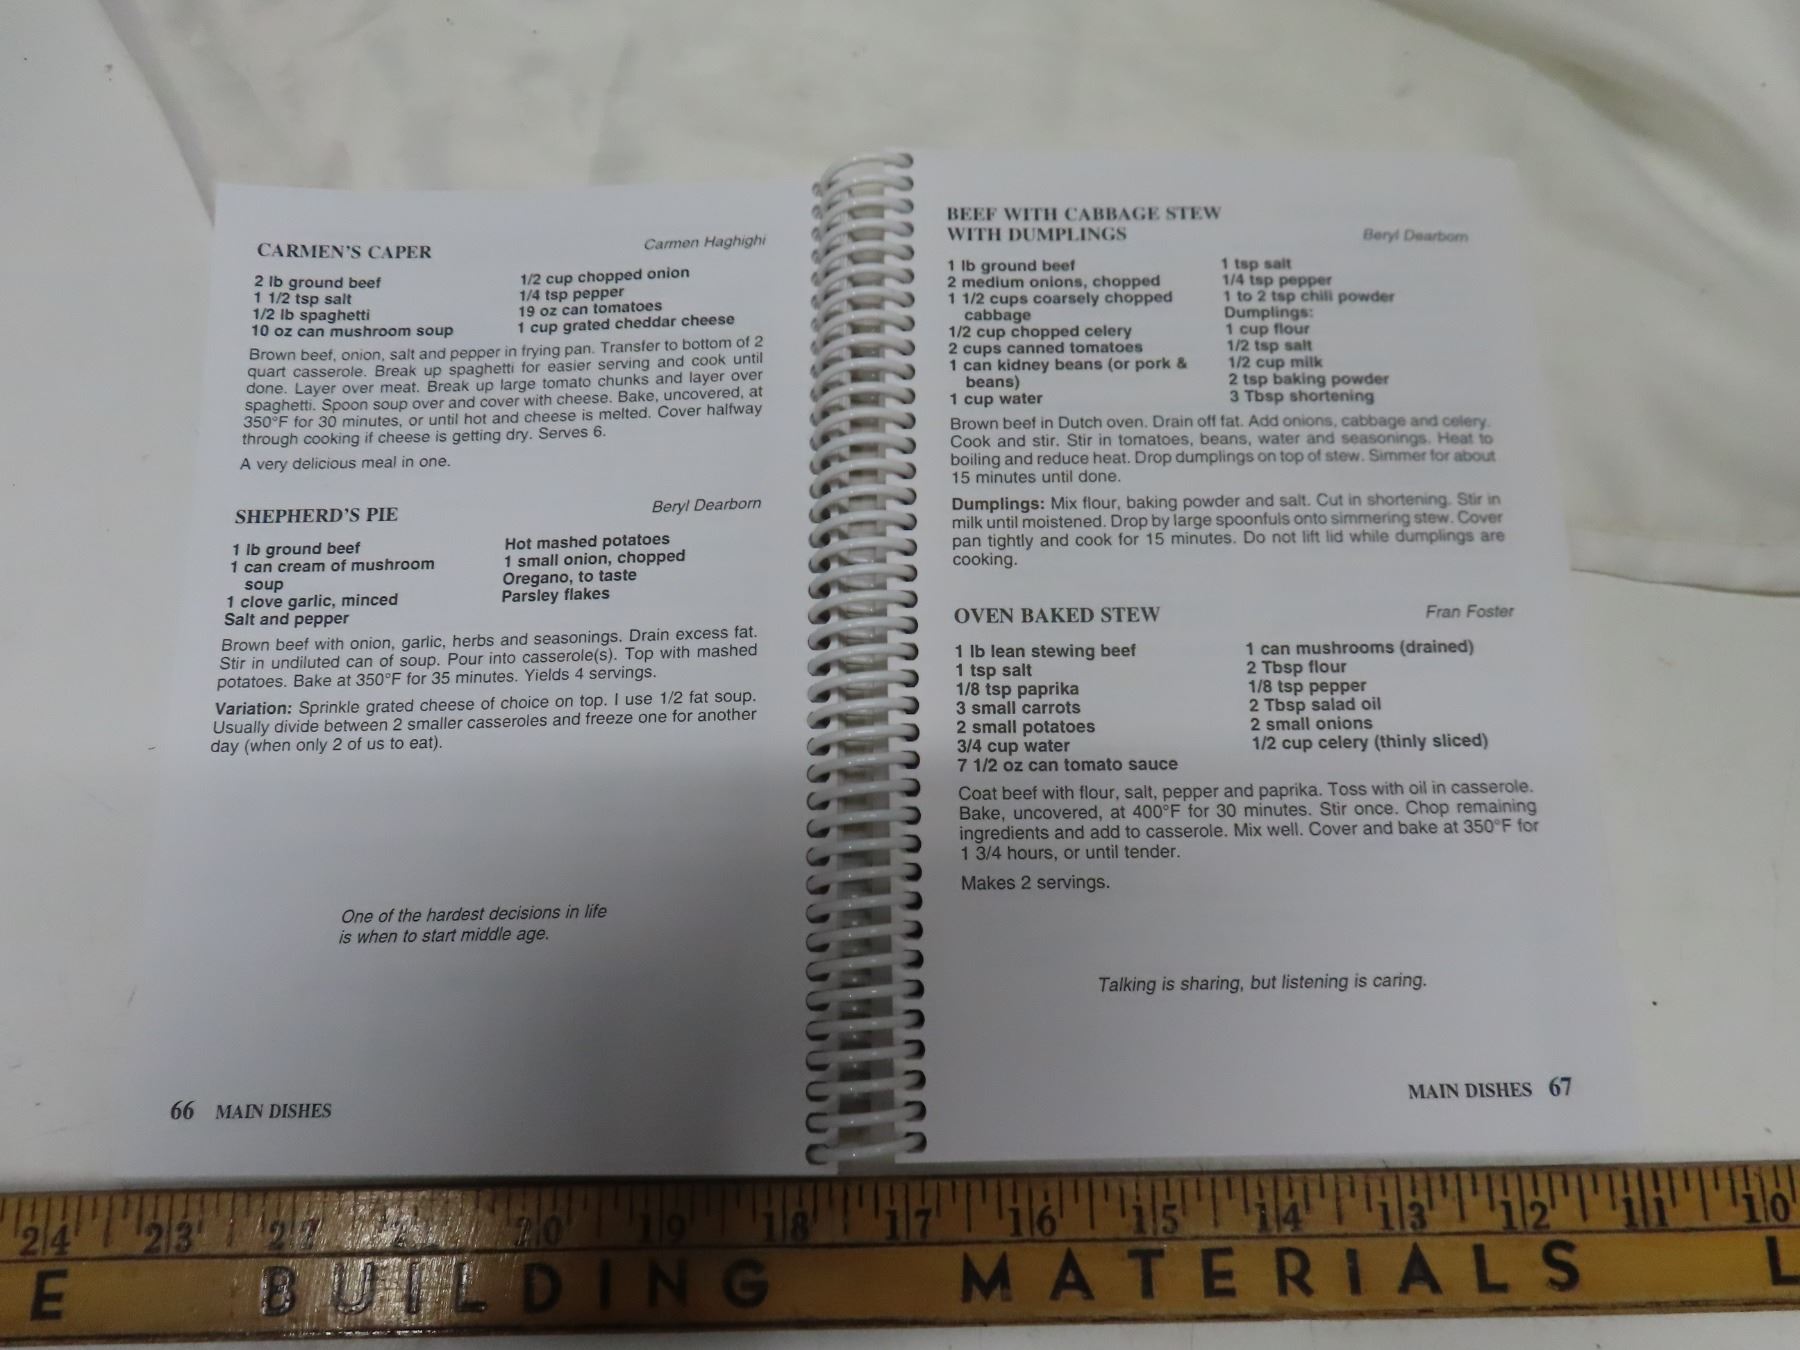 CARMEN'S CAPER
Carmen Haghighi
2 lb ground beef
1 1/2 tsp salt
1/2 lb spaghetti
10 oz can mushroom soup
1/2 cup chopped onion
1/4 tsp pepper
19 oz can tomatoes
1 cup grated cheddar cheese
Brown beef, onion, salt and pepper in frying pan. Transfer to bottom of 2
quart casserole. Break up spaghetti for easier serving and cook until
done. Layer over meat. Break up large tomato chunks and layer over
spaghetti. Spoon soup over and cover with cheese. Bake, uncovered, at
350°F for 30 minutes, or until hot and cheese is melted. Cover halfway
through cooking if cheese is getting dry. Serves 6.
A very delicious meal in one.
SHEPHERD'S PIE
Beryl Dearborn
1 lb ground beef
1 can cream of mushroom
soup
1 clove garlic, minced
Salt and pepper
Hot mashed potatoes
1 small onion, chopped
Oregano, to taste
Parsley flakes
Brown beef with onion, garlic, herbs and seasonings. Drain excess fat.
Stir in undiluted can of soup. Pour into casserole(s). Top with mashed
potatoes. Bake at 350°F for 35 minutes. Yields 4 servings.
Variation: Sprinkle grated cheese of choice on top. I use 1/2 fat soup.
Usually divide between 2 smaller casseroles and freeze one for another
day (when only 2 of us to eat).
One of the hardest decisions in life
is when to start middle age.
66 MAIN DISHES
BEEF WITH CABBAGE STEW
WITH DUMPLINGS
Beryl Dearborn
1 lb ground beef
2 medium onions, chopped
1 1/2 cups coarsely chopped
cabbage
1/2 cup chopped celery
2 cups canned tomatoes
1 can kidney beans (or pork &
beans)
1 cup water
1 tsp salt
1/4 tsp pepper
1 to 2 tsp chili powder
Dumplings:
1 cup flour
1/2 tsp salt
1/2 cup milk
2 tsp baking powder
3 Tbsp shortening
Brown beef in Dutch oven. Drain off fat. Add onions, cabbage and celery.
Cook and stir. Stir in tomatoes, beans, water and seasonings. Heat to
boiling and reduce heat. Drop dumplings on top of stew. Simmer for about
15 minutes until done.
Dumplings: Mix flour, baking powder and salt. Cut in shortening. Stir in
milk until moistened. Drop by large spoonfuls onto simmering stew. Cover
pan tightly and cook for 15 minutes. Do not lift lid while dumplings are
cooking.
OVEN BAKED STEW
Fran Foster
1 lb lean stewing beef
1 tsp salt
1/8 tsp paprika
3 small carrots
2 small potatoes
3/4 cup water
7 1/2 oz can tomato sauce
1 can mushrooms (drained)
2 Tbsp flour
1/8 tsp pepper
2 Tbsp salad oil
2 small onions
1/2 cup celery (thinly sliced)
Coat beef with flour, salt, pepper and paprika. Toss with oil in casserole.
Bake, uncovered, at 400°F for 30 minutes. Stir once. Chop remaining
ingredients and add to casserole. Mix well. Cover and bake at 350°F for
1 3/4 hours, or until tender.
Makes 2 servings.
Talking is sharing, but listening is caring.
MAIN DISHES 67
24 23 22 21 20 19 18 17 16 15 14 13 12 11 10
E BUILDING MATERIALS L